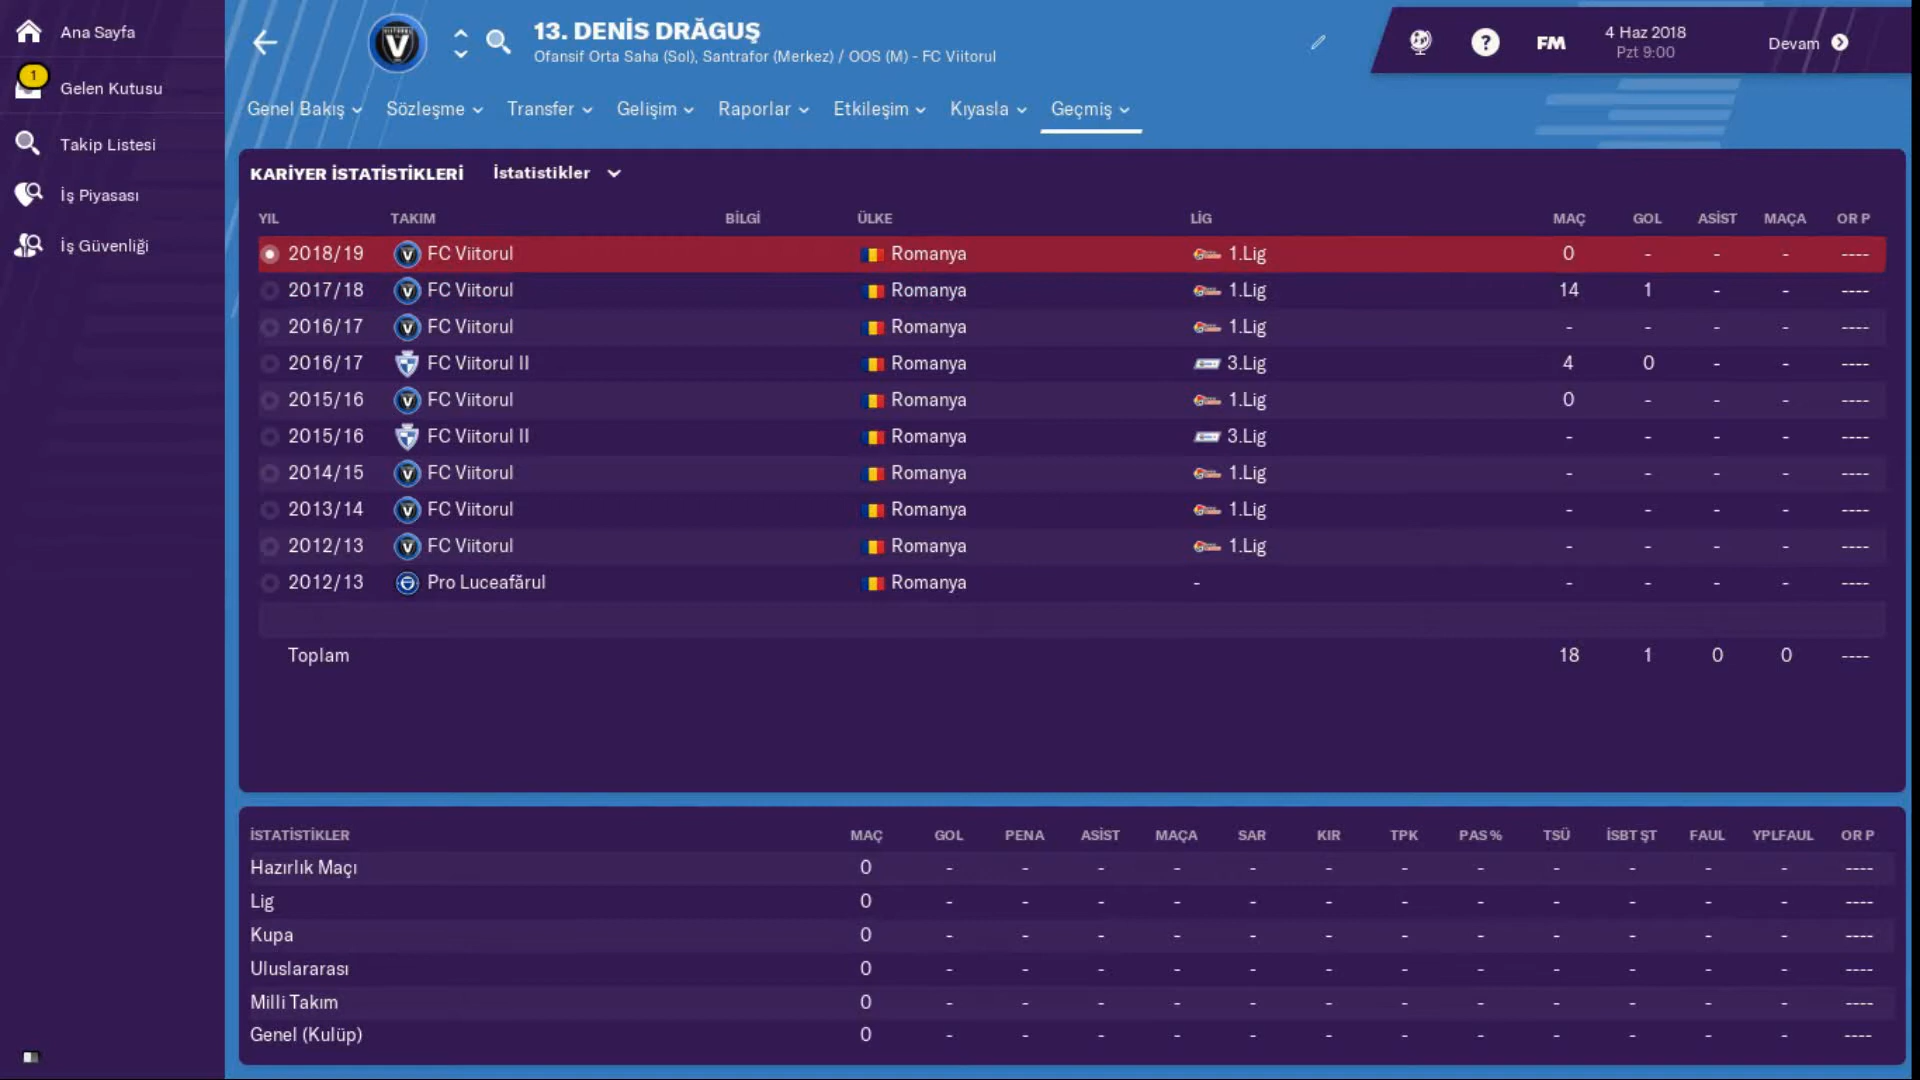 Ana Sayfa
1
Gelen Kutusu
Takip Listesi
İş Piyasası
İş Güvenliği
13. DENİS DRĂGUȘ
Ofansif Orta Saha (Sol), Santrafor (Merkez) / OOS (M) - FC Viitorul
FM
4 Haz 2018
Pzt 9:00
Devam
Genel Bakış Sözleşme Transfer Gelişim Raporlar Etkileşim Kıyasla Geçmiş
KARİYER İSTATİSTİKLERİ İstatistikler
YIL TAKIM BİLGİ ÜLKE LİG MAÇ GOL ASİST MAÇA OR P
2018/19 FC Viitorul Romanya 1.Lig 0 - - - ----
2017/18 FC Viitorul Romanya 1.Lig 14 1 - - ----
2016/17 FC Viitorul Romanya 1.Lig - - - - ----
2016/17 FC Viitorul II Romanya 3.Lig 4 0 - - ----
2015/16 FC Viitorul Romanya 1.Lig 0 - - - ----
2015/16 FC Viitorul II Romanya 3.Lig - - - - ----
2014/15 FC Viitorul Romanya 1.Lig - - - - ----
2013/14 FC Viitorul Romanya 1.Lig - - - - ----
2012/13 FC Viitorul Romanya 1.Lig - - - - ----
2012/13 Pro Luceafărul Romanya - - - - - ----
Toplam 18 1 0 0 ----
İSTATİSTİKLER MAÇ GOL PENA ASİST MAÇA SAR KIR TPK PAS % TSÜ İSBT ŞT FAUL YPLFAUL OR P
Hazırlık Maçı 0 - - - - - - - - - - - - ----
Lig 0 - - - - - - - - - - - - ----
Kupa 0 - - - - - - - - - - - - ----
Uluslararası 0 - - - - - - - - - - - - ----
Milli Takım 0 - - - - - - - - - - - - ----
Genel (Kulüp) 0 - - - - - - - - - - - - ----